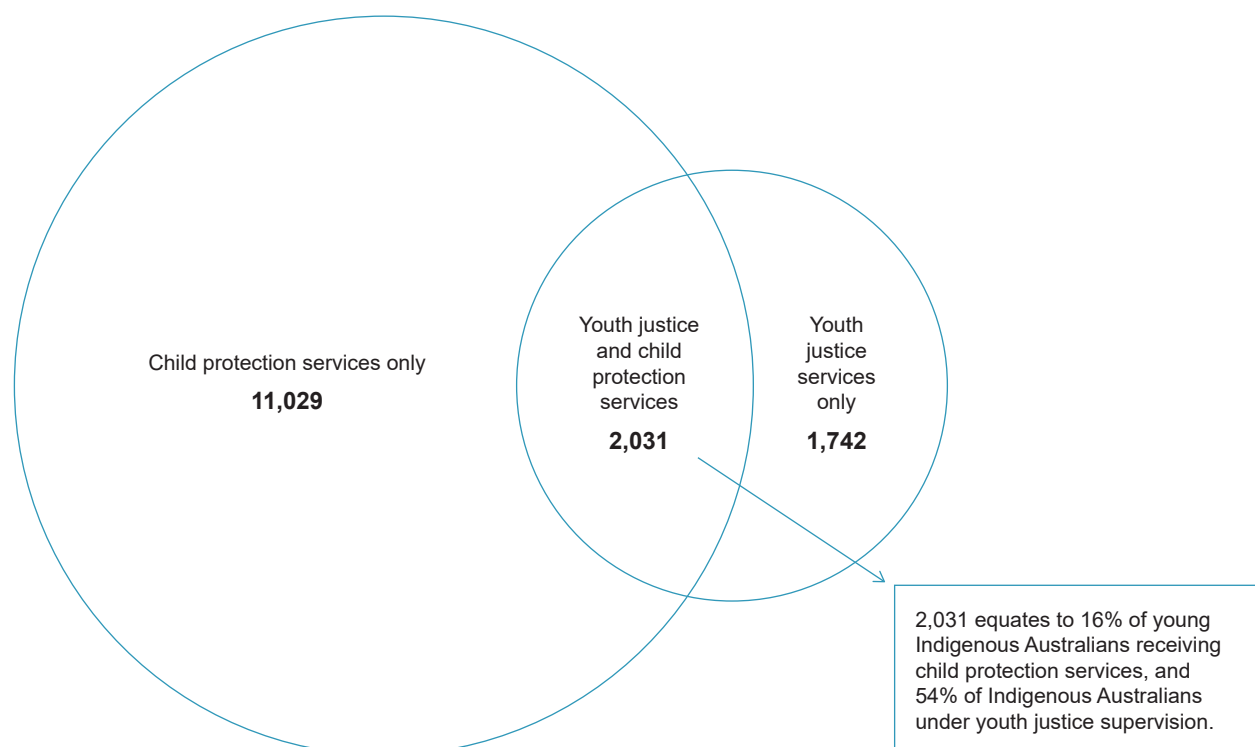 Child protection services only
11,029
Youth justice
and child
protection
services
2,031
Youth
justice
services
only
1,742
2,031 equates to 16% of young
Indigenous Australians receiving
child protection services, and
54% of Indigenous Australians
under youth justice supervision.